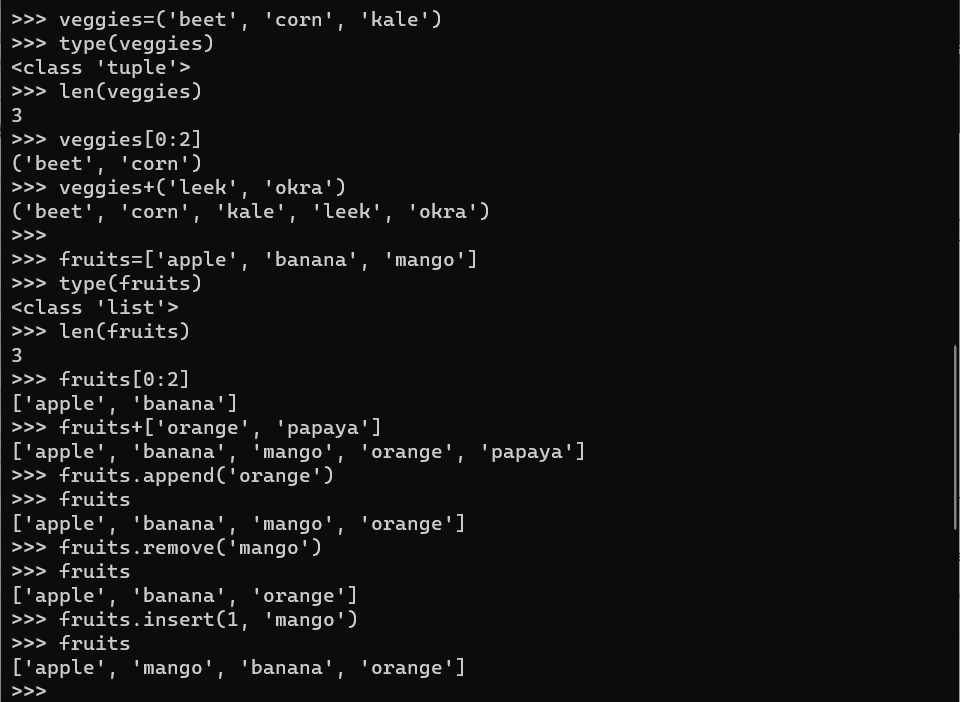 >>> veggies=('beet', 'corn', 'kale')
>>> type(veggies)
<class 'tuple'>
>>> len(veggies)
3
>>> veggies[0:2]
('beet', 'corn')
>>> veggies+('leek', 'okra')
('beet', 'corn', 'kale', 'leek', 'okra')
>>>
>>> fruits=['apple', 'banana', 'mango']
>>> type(fruits)
<class 'list'>
>>> len(fruits)
3
>>> fruits[0:2]
['apple', 'banana']
>>> fruits+['orange', 'papaya']
['apple', 'banana', 'mango', 'orange', 'papaya']
>>> fruits.append('orange')
>>> fruits
['apple', 'banana', 'mango', 'orange']
>>> fruits.remove('mango')
>>> fruits
['apple', 'banana', 'orange']
>>> fruits.insert(1, 'mango')
>>> fruits
['apple', 'mango', 'banana', 'orange']
>>>